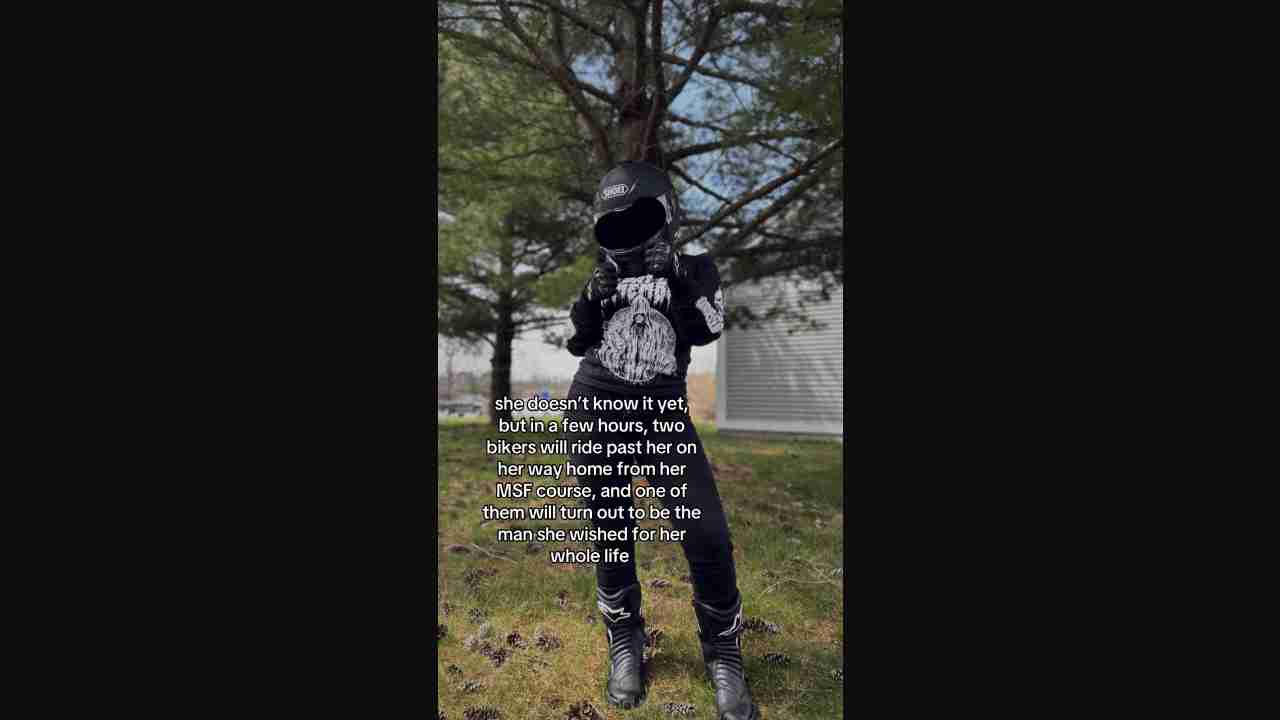 SHOEI
she doesn’t know it yet,
but in a few hours, two
bikers will ride past her on
her way home from her
MSF course, and one of
them will turn out to be the
man she wished for her
whole life